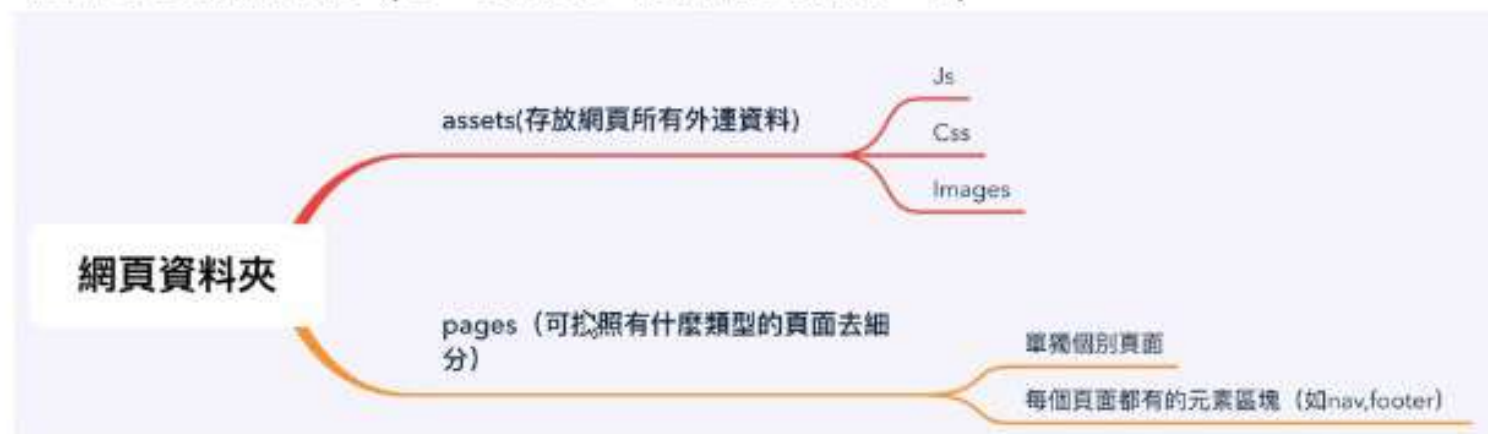 網頁資料夾
assets(存放網頁所有外連資料)
Js
Css
Images
pages（可按照有什麼類型的頁面去細
分）
單獨個別頁面
每個頁面都有的元素區塊（如nav,footer）